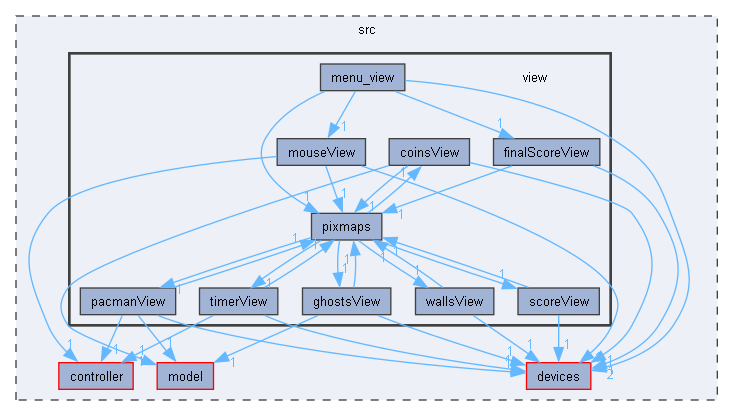 src
menu_view
view
1
1
mouseView
coinsView
finalScoreView
1
1
1
1
1
pixmaps
1
1
1
1
1
1
1
1
1
pacmanView
timerView
ghostsView
wallsView
scoreView
1
1
1
1
1
1
1
1
1
1
1
2
controller
model
devices